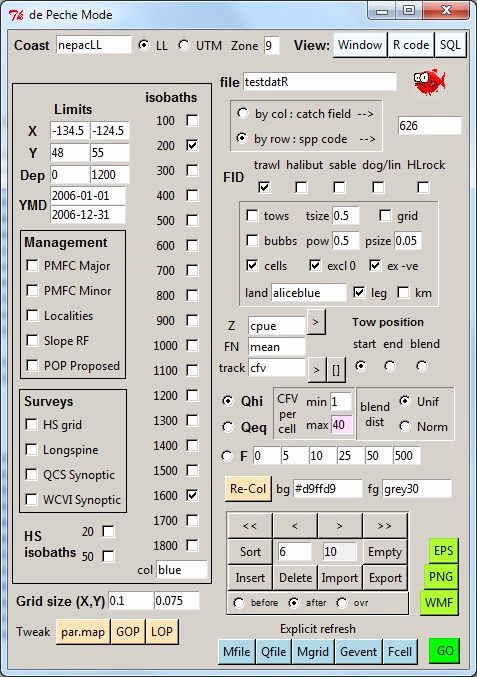 de Peche Mode
Coast nepacLL LL UTM Zone 9 View: Window R code SQL
file testdatR
Limits
X -134.5 -124.5
Y 48 55
Dep 0 1200
YMD 2006-01-01
2006-12-31
Management
PMFC Major
PMFC Minor
Localities
Slope RF
POP Proposed
Surveys
HS grid
Longspine
QCS Synoptic
WCVI Synoptic
HS isobaths 20
50
isobaths
100
200
300
400
500
600
700
800
900
1000
1100
1200
1300
1400
1500
1600
1700
1800
col blue
Grid size (X,Y) 0.1 0.075
Tweak par.map GOP LOP
by col : catch field -->
by row : spp code -->
626
trawl halibut sable dog/lin HLrock
FID
tows tsize 0.5 grid
bubbs pow 0.5 psize 0.05
cells excl 0 ex -ve
land aliceblue leg km
Z cpue >
FN mean
track cfv > []
Tow position
start end blend
Qhi
Qeq
CFV per cell
min 1
max 40
blend dist
Unif
Norm
F 0 5 10 25 50 500
Re-Col bg #d9ffd9 fg grey30
<< < > >>
Sort 6 10 Empty
Insert Delete Import Export
before after ovr
EPS
PNG
WMF
Explicit refresh
Mfile Qfile Mgrid Gevent Fcell GO